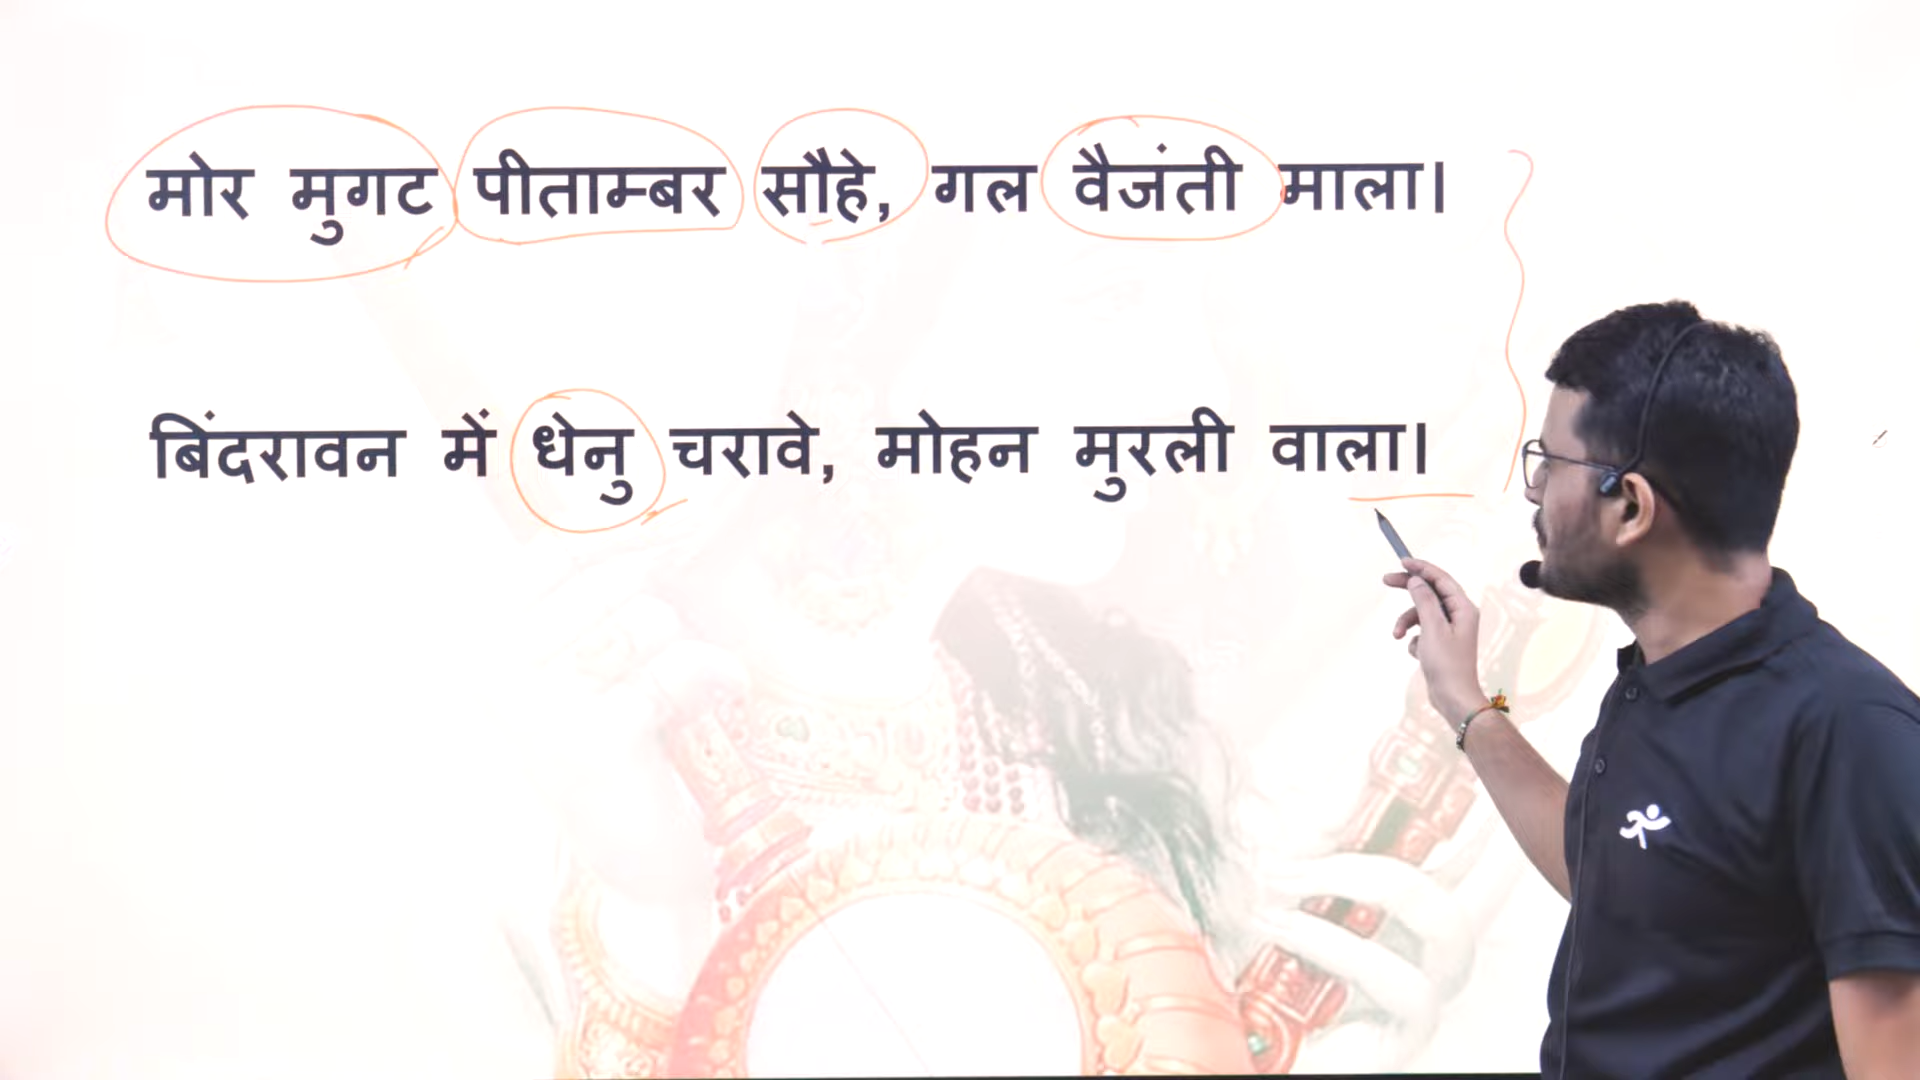 मोर मुगट पीताम्बर सौहे, गल वैजंती माला।
बिंदरावन में धेनु चरावे, मोहन मुरली वाला।